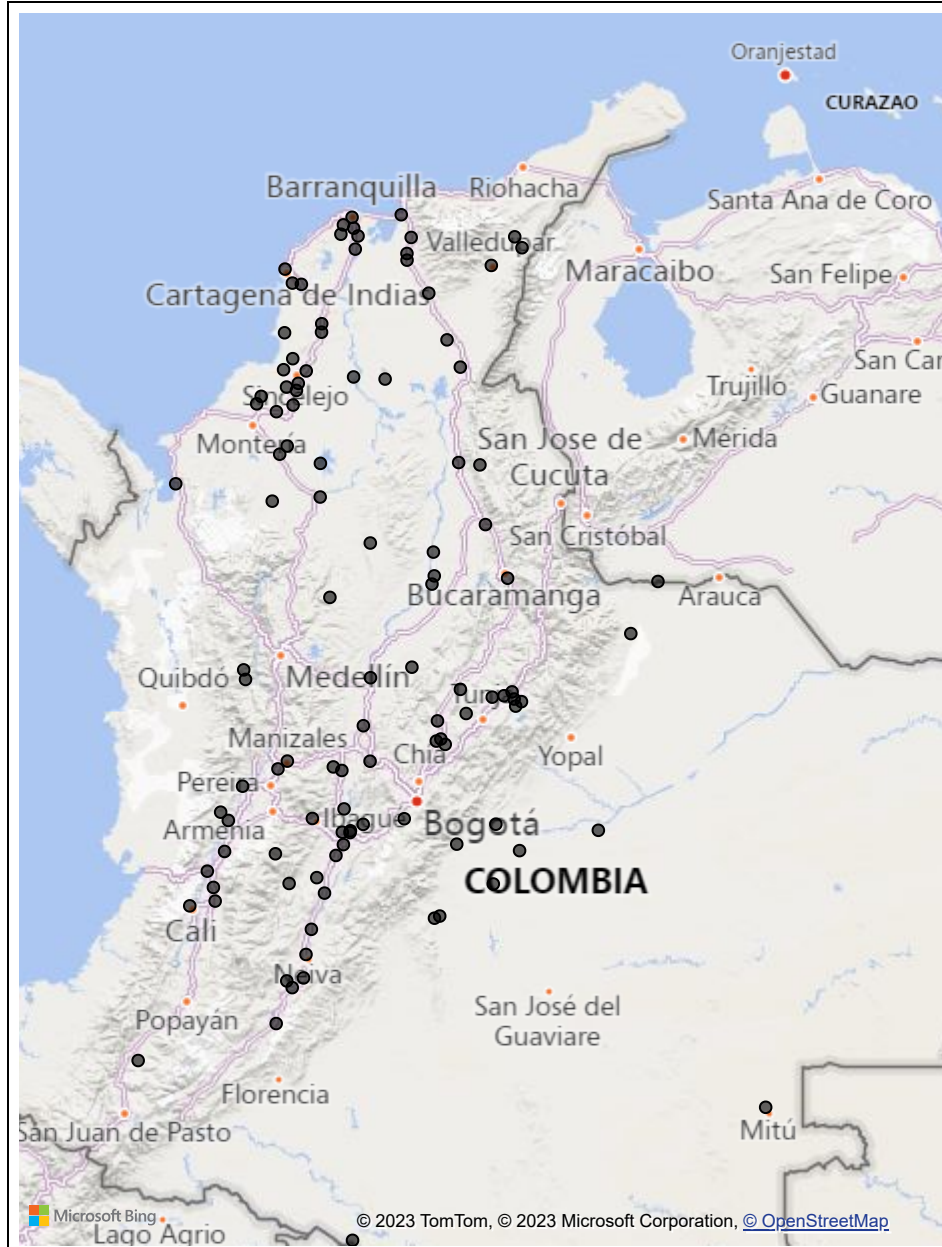 Oranjestad
CURAZAO
Barranquilla
Riohacha
Santa Ana de Coro
Valledupar
Maracaibo
San Felipe
Cartagena de Indias
San Car
Trujillo
Guanare
Sincelejo
Montería
San Jose de
Cucuta
Mérida
San Cristóbal
Bucaramanga
Arauca
Quibdó
Medellín
Tunja
Manizales
Chía
Yopal
Pereira
Armenia
Ibagué
Bogotá
COLOMBIA
Cali
Neiva
San José del
Guaviare
Popayán
Florencia
Mitú
San Juan de Pasto
Microsoft Bing
Lago Agrio
© 2023 TomTom, © 2023 Microsoft Corporation, © OpenStreetMap